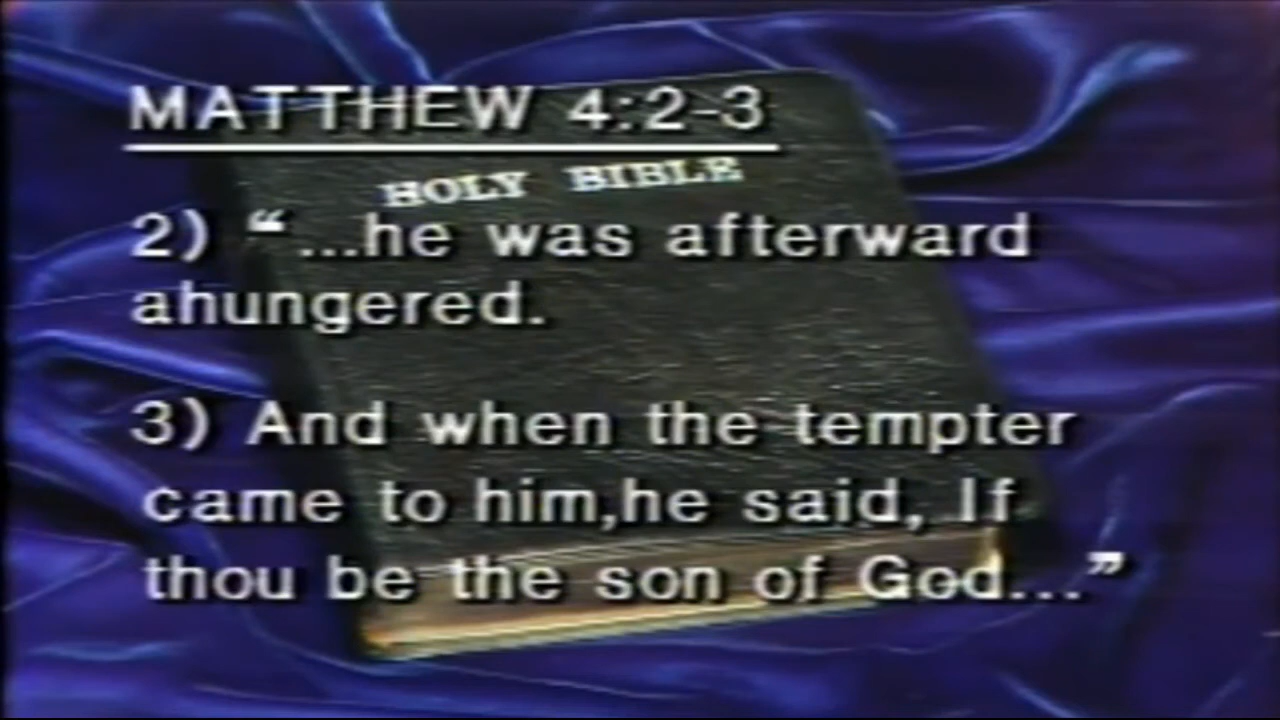 MATTHEW 4:2-3
HOLY BIBLE
2) “...he was afterward
ahungered.
3) And when the tempter
came to him,he said, If
thou be the son of God...”